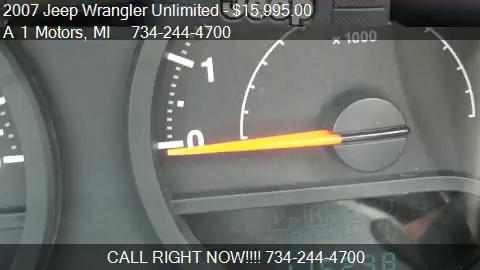 2007 Jeep Wrangler Unlimited - $15,995.00
A 1 Motors, MI 734-244-4700
x 1000
1
0
P R
CALL RIGHT NOW!!!! 734-244-4700